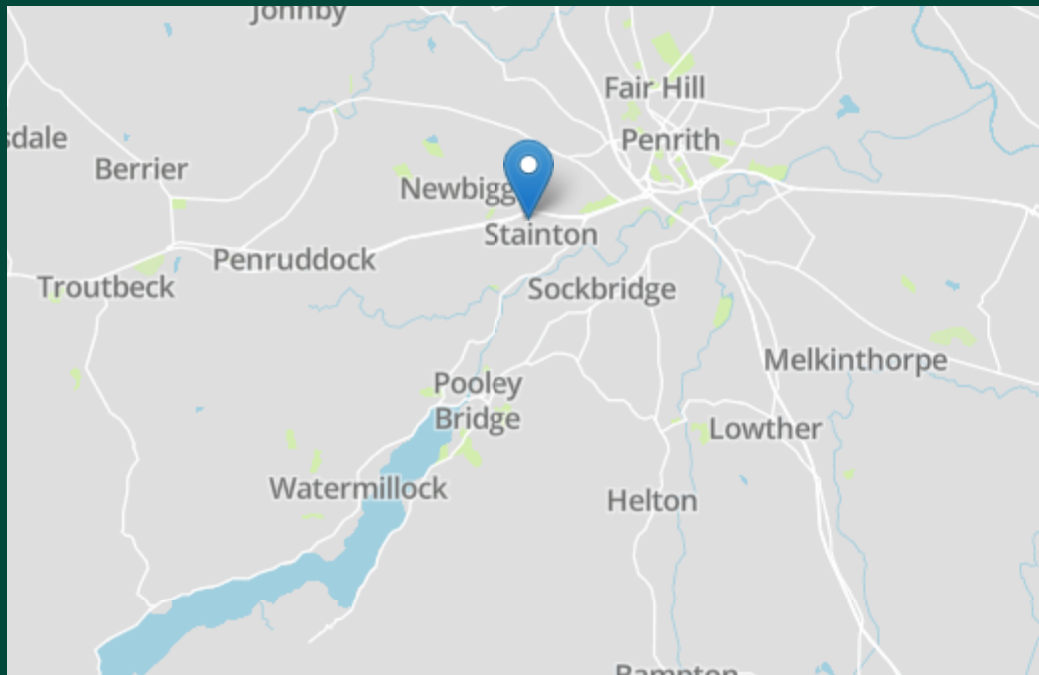 Johnby
Fair Hill
sdale
Penrith
Berrier
Newbigg
Stainton
Penruddock
Troutbeck
Sockbridge
Melkinthorpe
Pooley
Bridge
Lowther
Watermillock
Helton
Bampton